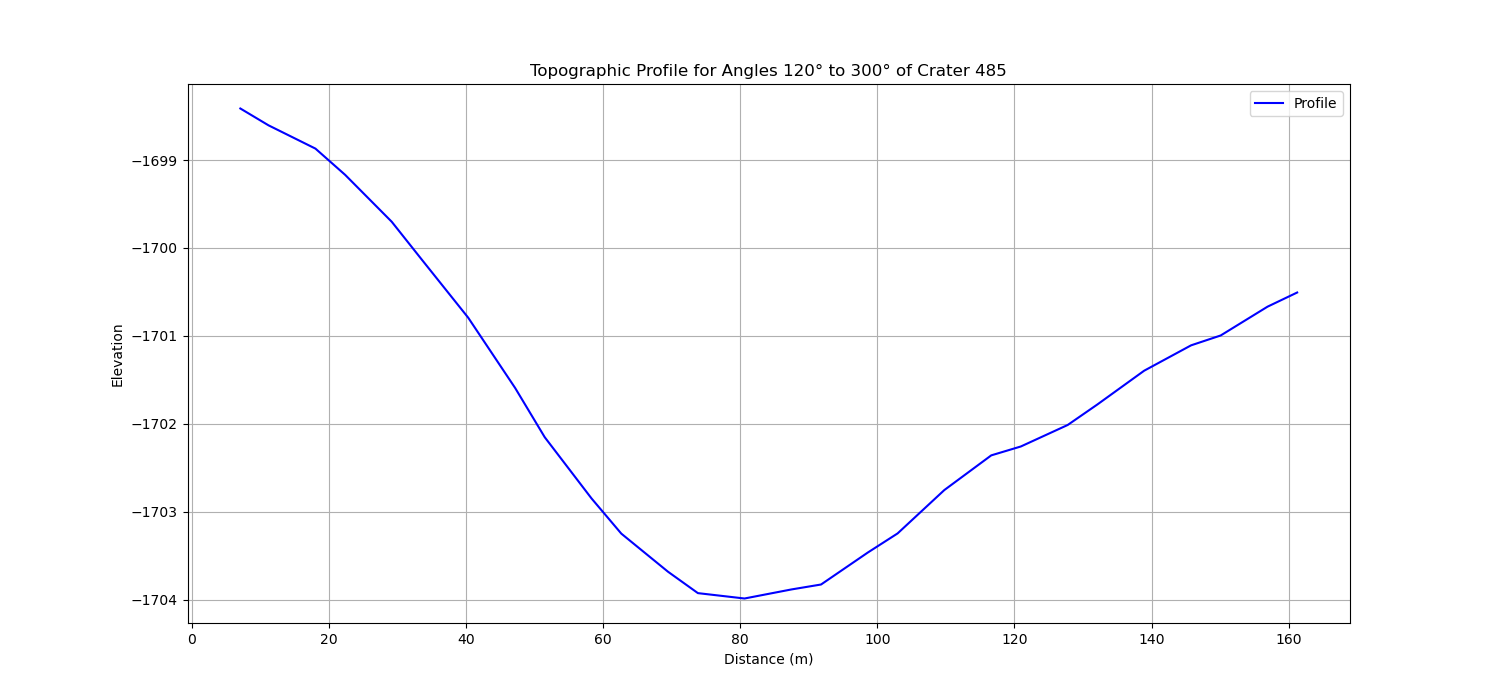 Topographic Profile for Angles 120° to 300° of Crater 485
Profile
−1699
−1700
−1701
−1702
−1703
−1704
Elevation
0 20 40 60 80 100 120 140 160
Distance (m)